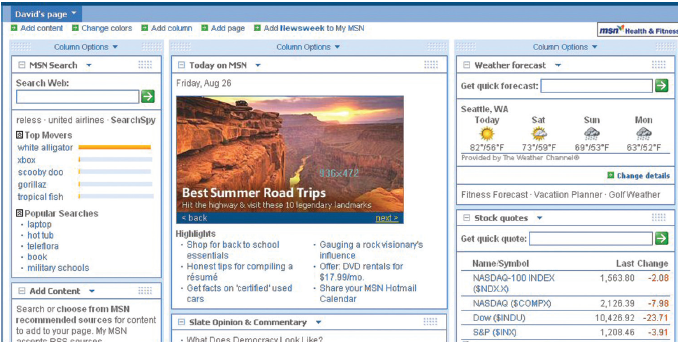 David's page
Add content Change colors Add column Add page Add Newsweek to My MSN
msn Health & Fitness
Column Options
MSN Search
Search Web:
reless · united airlines · SearchSpy
Top Movers
white alligator
xbox
scooby doo
gorillaz
tropical fish
Popular Searches
laptop
hot tub
teleflora
book
military schools
Add Content
Search or choose from MSN
recommended sources for content
to add to your page. My MSN
accepts RSS sources
Column Options
Today on MSN
Friday, Aug 26
936x472
Best Summer Road Trips
Hit the highway & visit these 10 legendary landmarks
< back next >
Highlights
· Shop for back to school
essentials
· Honest tips for compiling a
résumé
· Get facts on 'certified' used
cars
· Gauging a rock visionary's
influence
· Offer: DVD rentals for
$17.99/mo.
· Share your MSN Hotmail
Calendar
Slate Opinion & Commentary
· What Does Democracy Look Like?
Column Options
Weather forecast
Get quick forecast:
Seattle, WA
Today Sat Sun Mon
82°/56°F 73°/59°F 69°/53°F 63°/52°F
Provided by The Weather Channel®
Change details
Fitness Forecast · Vacation Planner · Golf Weather
Stock quotes
Get quick quote:
Name/Symbol Last Change
NASDAQ-100 INDEX 1,563.80 -2.08
($NDX.X)
NASDAQ ($COMPX) 2,126.39 -7.98
Dow ($INDU) 10,426.92 -23.71
S&P ($INX) 1,208.46 -3.91